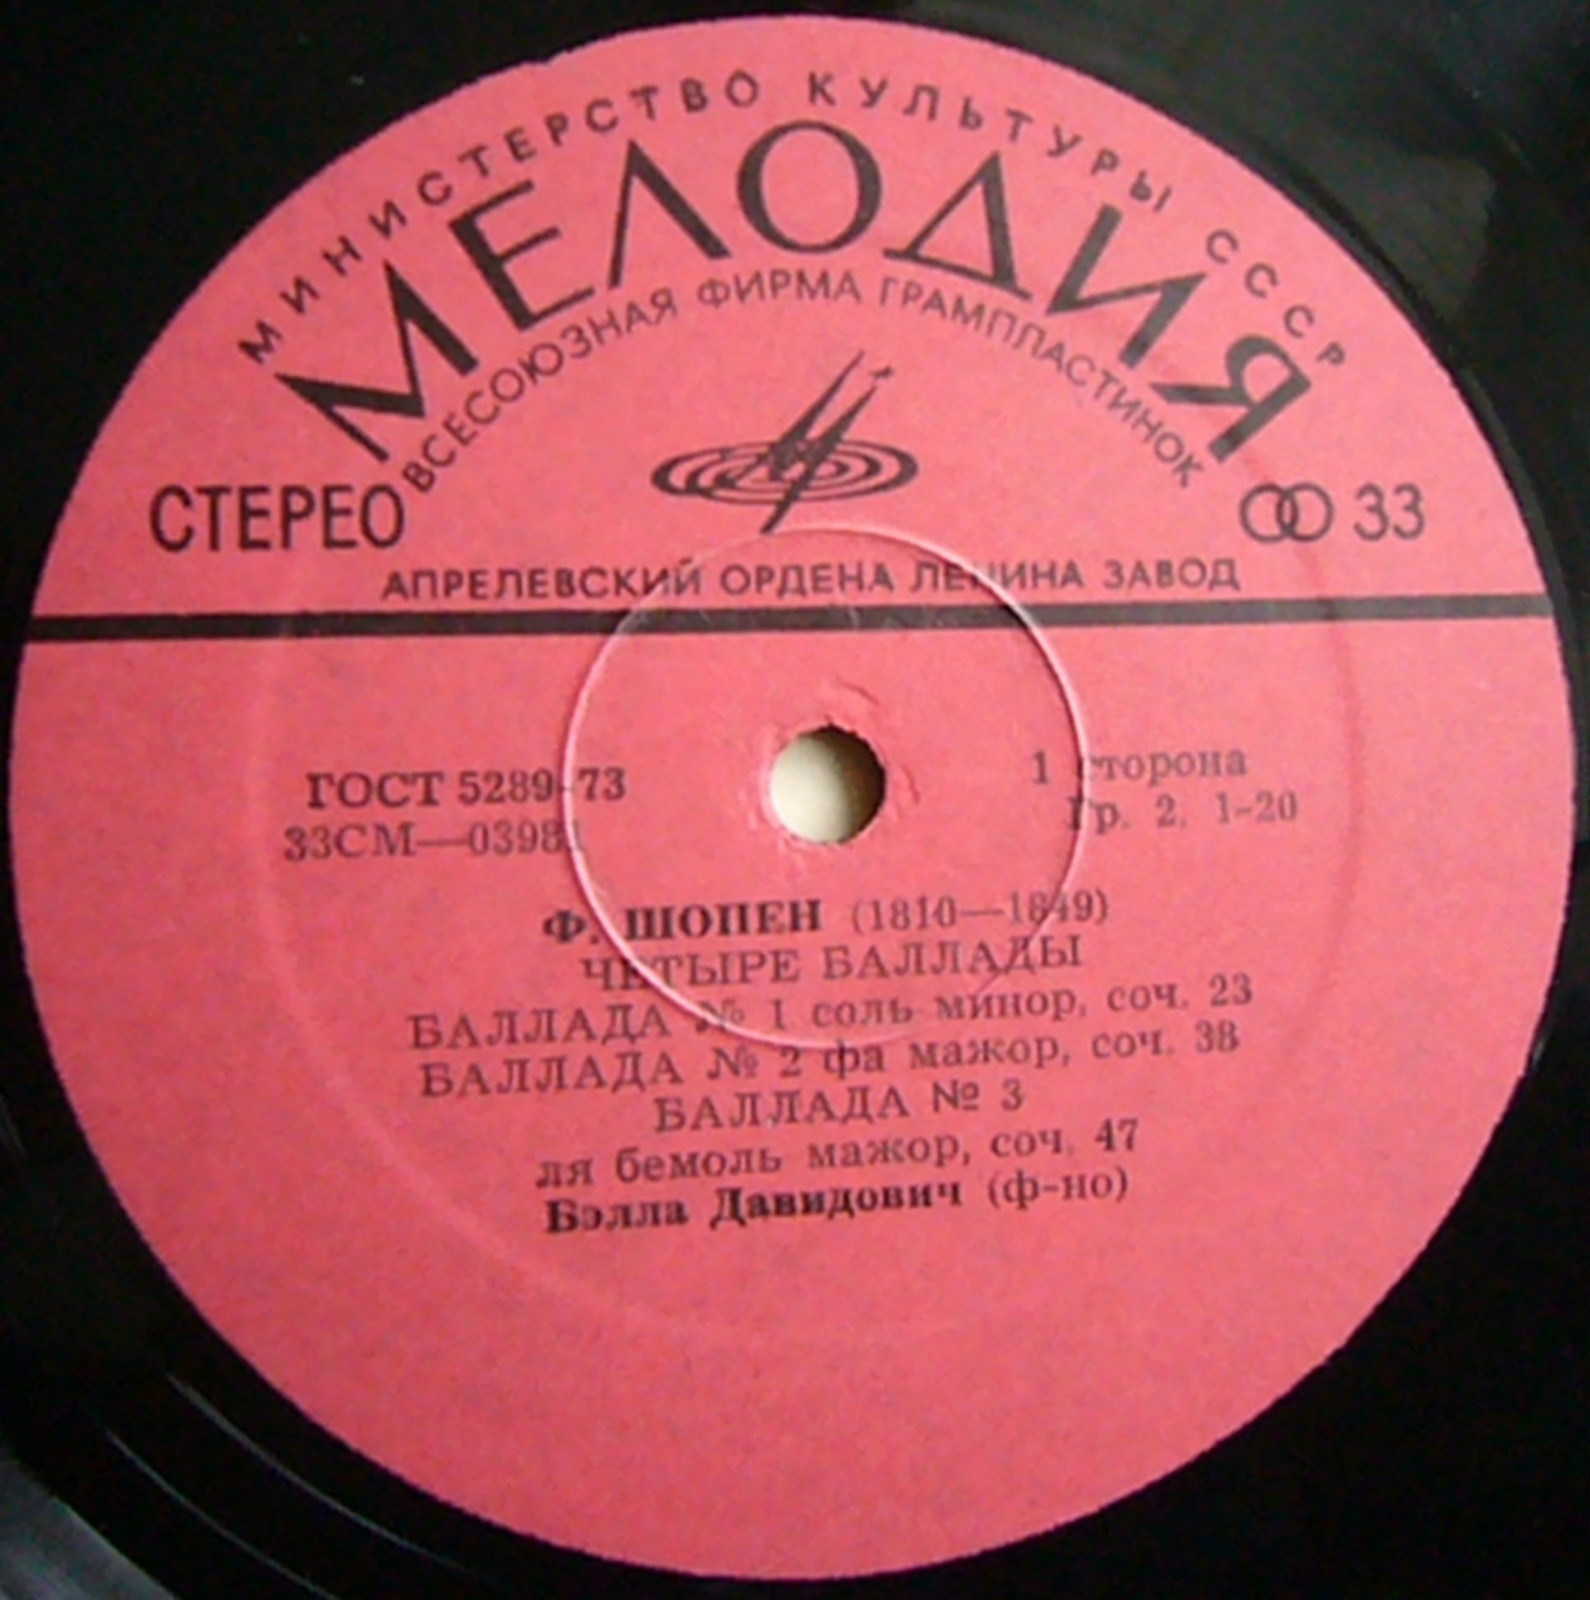 МИНИСТЕРСТВО КУЛЬТУРЫ СССР
МЕЛОДИЯ
ВСЕСОЮЗНАЯ ФИРМА ГРАМПЛАСТИНОК
СТЕРЕО
33
АПРЕЛЕВСКИЙ ОРДЕНА ЛЕНИНА ЗАВОД
ГОСТ 5289-73
1 сторона
33СМ—03981
Гр. 2. 1-20
Ф. ШОПЕН (1810—1849)
ЧЕТЫРЕ БАЛЛАДЫ
БАЛЛАДА № 1 соль минор, соч. 23
БАЛЛАДА № 2 фа мажор, соч. 38
БАЛЛАДА № 3
ля бемоль мажор, соч. 47
Бэлла Давидович (ф-но)